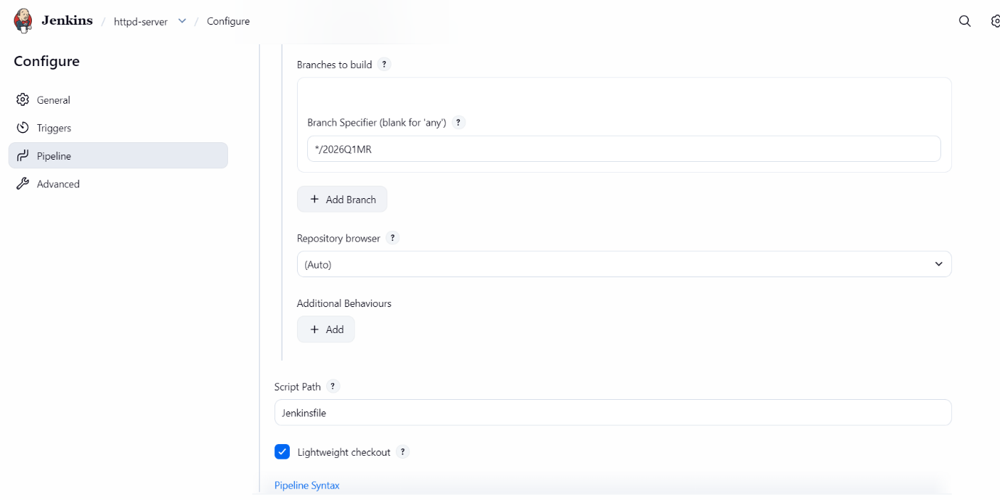 Jenkins / httpd-server / Configure
Configure
General
Triggers
Pipeline
Advanced
Branches to build ?
Branch Specifier (blank for 'any') ?
*/2026Q1MR
+ Add Branch
Repository browser ?
(Auto)
Additional Behaviours
+ Add
Script Path ?
Jenkinsfile
Lightweight checkout ?
Pipeline Syntax